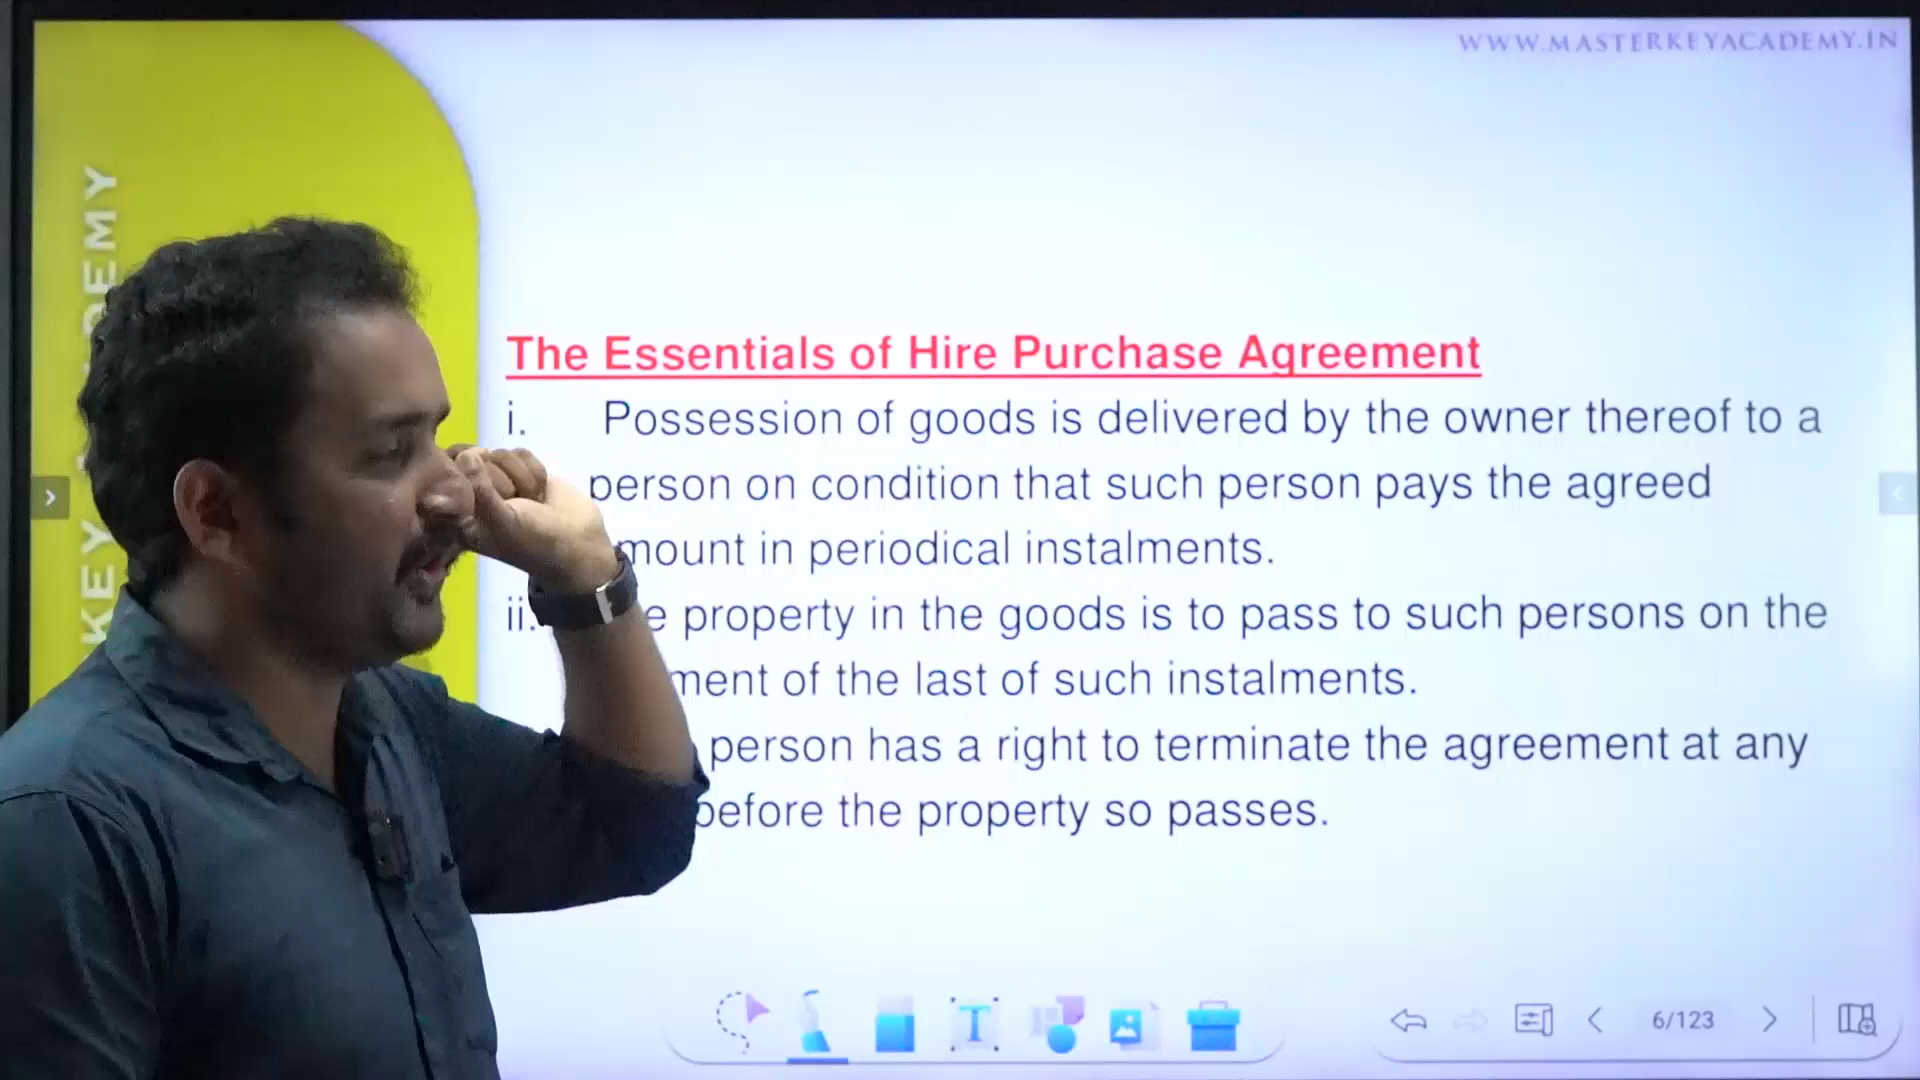 WWW.MASTERKEYACADEMY.IN
KEY
The Essentials of Hire Purchase Agreement
i. Possession of goods is delivered by the owner thereof to a
person on condition that such person pays the agreed
mount in periodical instalments.
ii. property in the goods is to pass to such persons on the
ment of the last of such instalments.
person has a right to terminate the agreement at any
before the property so passes.
T
6/123